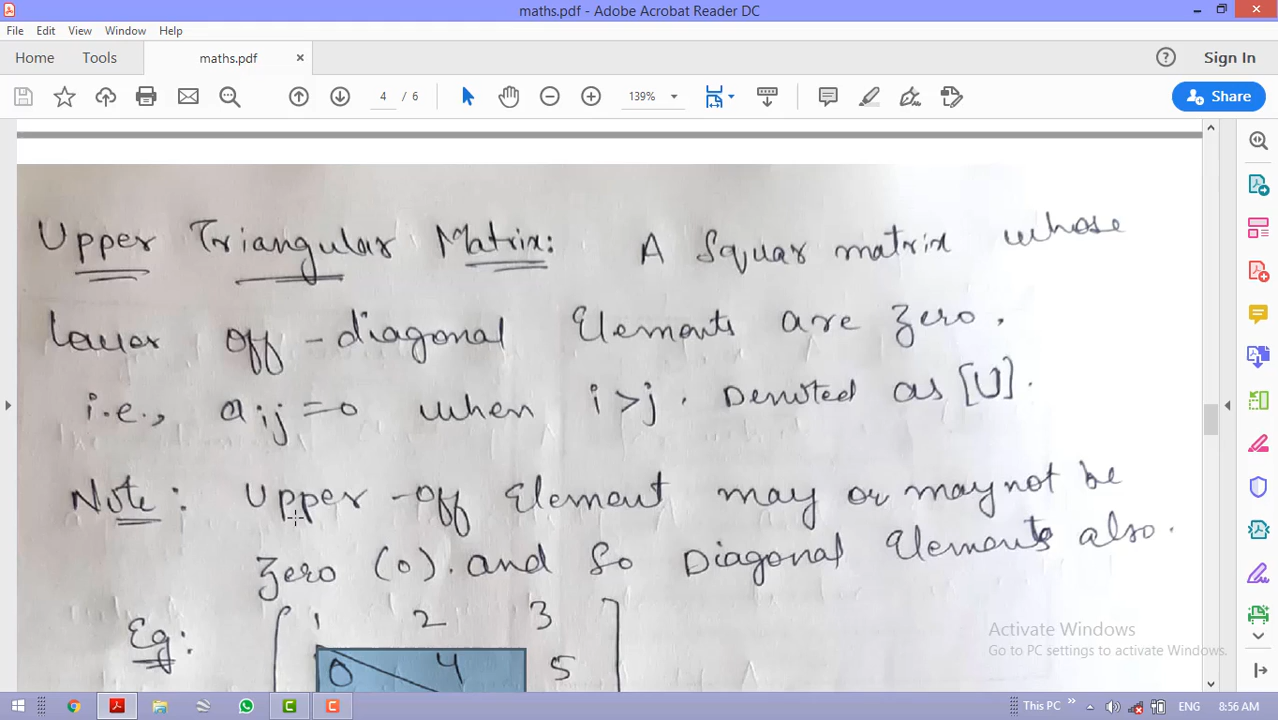 maths.pdf - Adobe Acrobat Reader DC
File Edit View Window Help
Home Tools maths.pdf × Sign In
4 / 6 139% Share
Upper Triangular Matrix: A Squar matrix whose
off-diagonal Elements are zero.
i.e., aij=0 when i>j. Denoted as [U].
Note: Upper-off Element may or may not be
zero (0). and So Diagonal Elements also.
Eg: 1 2 3
0 4 5
Activate Windows
Go to PC settings to activate Windows.
This PC » ENG 8:56 AM